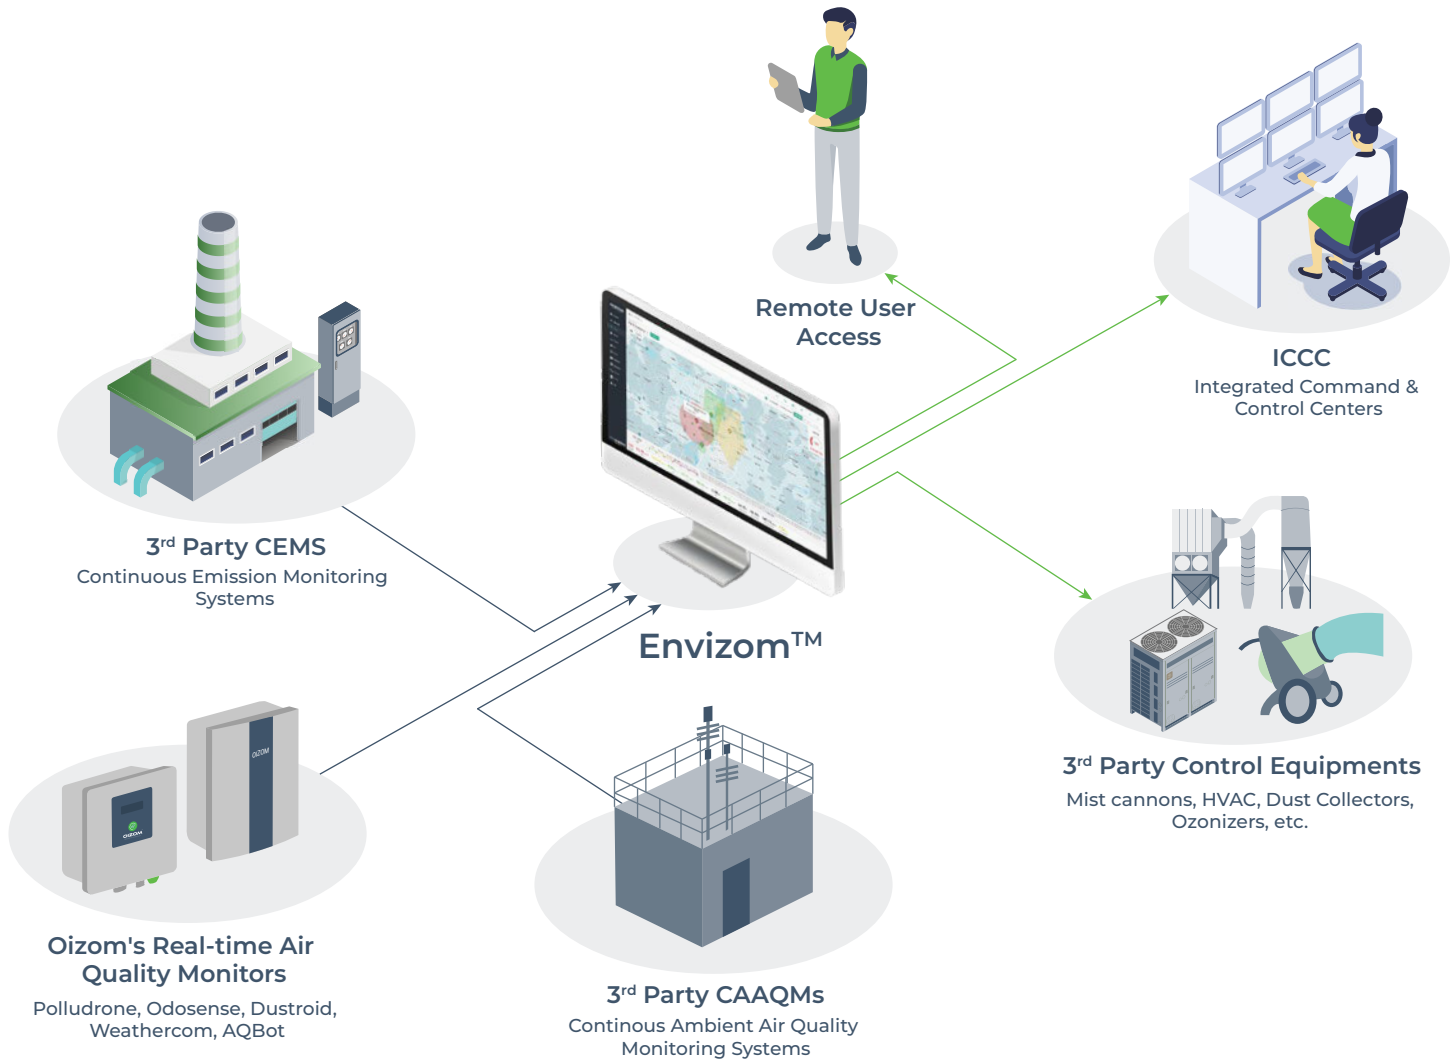 Remote User
Access
ICCC
Integrated Command &
Control Centers
3rd Party CEMS
Continuous Emission Monitoring
Systems
Envizom™
OIZOM
OIZOM
3rd Party Control Equipments
Mist cannons, HVAC, Dust Collectors,
Ozonizers, etc.
Oizom's Real-time Air
Quality Monitors
Polludrone, Odosense, Dustroid,
Weathercom, AQBot
3rd Party CAAQMs
Continous Ambient Air Quality
Monitoring Systems